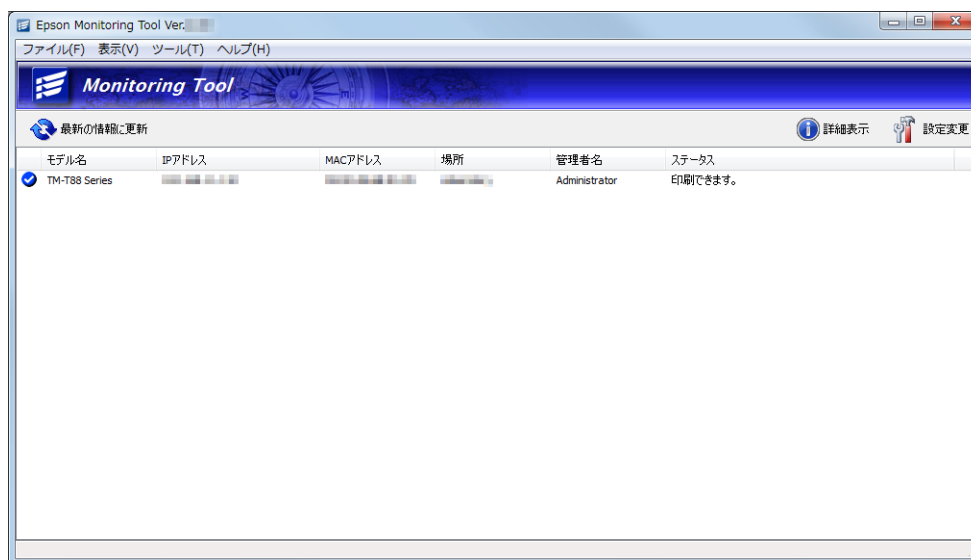 Epson Monitoring Tool Ver.
ファイル(F) 表示(V) ツール(T) ヘルプ(H)
Monitoring Tool
最新の情報に更新 詳細表示 設定変更
モデル名 IPアドレス MACアドレス 場所 管理者名 ステータス
TM-T88 Series Administrator 印刷できます。